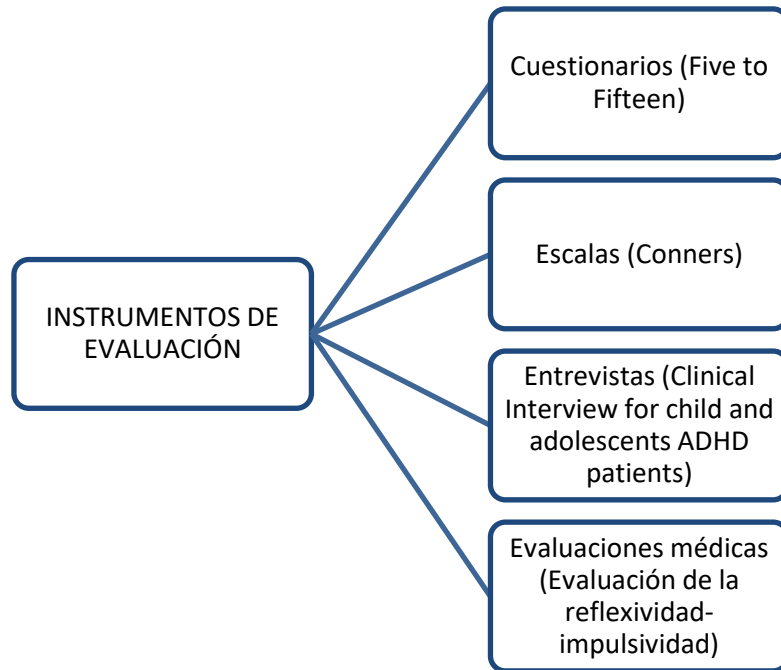 INSTRUMENTOS DE
EVALUACIÓN
Cuestionarios (Five to
Fifteen)
Escalas (Conners)
Entrevistas (Clinical
Interview for child and
adolescents ADHD
patients)
Evaluaciones médicas
(Evaluación de la
reflexividad-
impulsividad)